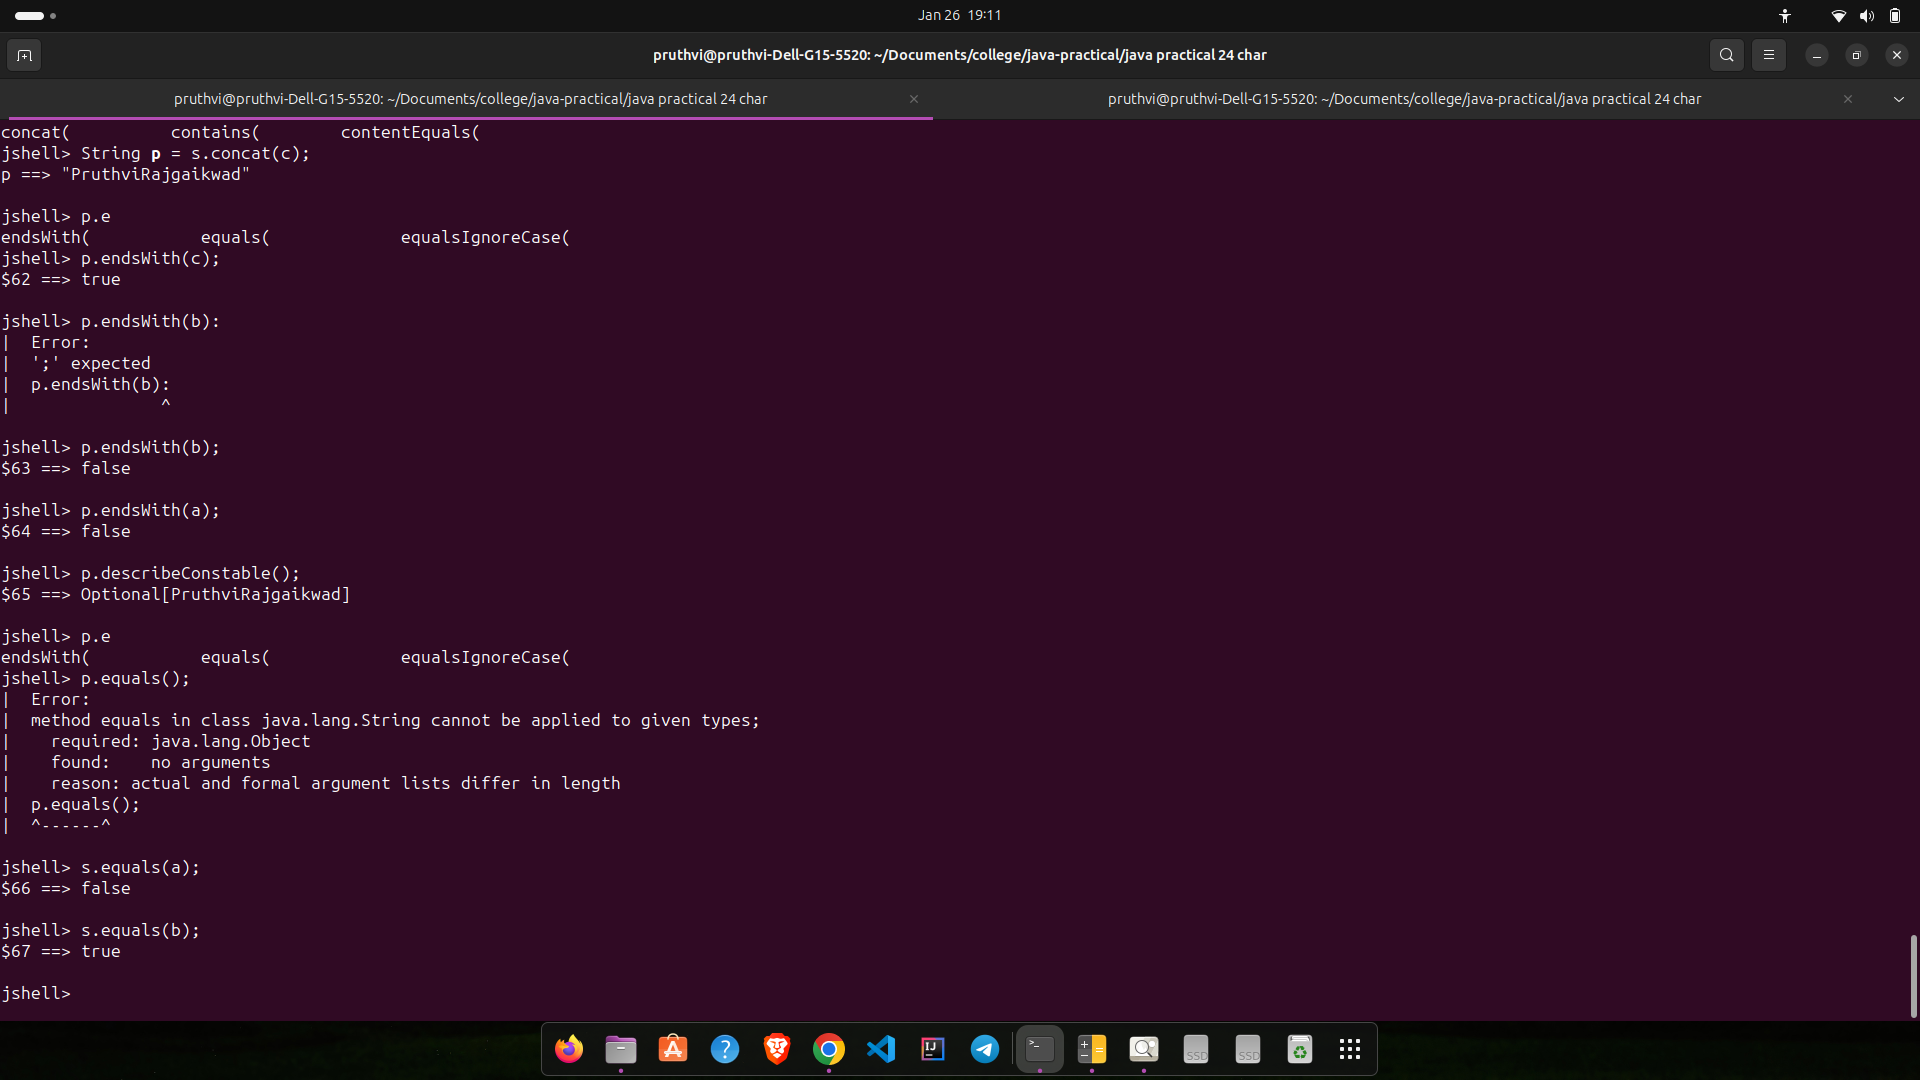 Jan 26  19:11
pruthvi@pruthvi-Dell-G15-5520: ~/Documents/college/java-practical/java practical 24 char
pruthvi@pruthvi-Dell-G15-5520: ~/Documents/college/java-practical/java practical 24 char
pruthvi@pruthvi-Dell-G15-5520: ~/Documents/college/java-practical/java practical 24 char
concat(          contains(        contentEquals(
jshell> String p = s.concat(c);
p ==> "PruthviRajgaikwad"
jshell> p.e
endsWith(           equals(             equalsIgnoreCase(
jshell> p.endsWith(c);
$62 ==> true
jshell> p.endsWith(b):
|  Error:
|  ';' expected
|  p.endsWith(b):
|               ^
jshell> p.endsWith(b);
$63 ==> false
jshell> p.endsWith(a);
$64 ==> false
jshell> p.describeConstable();
$65 ==> Optional[PruthviRajgaikwad]
jshell> p.e
endsWith(           equals(             equalsIgnoreCase(
jshell> p.equals();
|  Error:
|  method equals in class java.lang.String cannot be applied to given types;
|    required: java.lang.Object
|    found:    no arguments
|    reason: actual and formal argument lists differ in length
|  p.equals();
|  ^------^
jshell> s.equals(a);
$66 ==> false
jshell> s.equals(b);
$67 ==> true
jshell>
>_
IJ
SSD
SSD